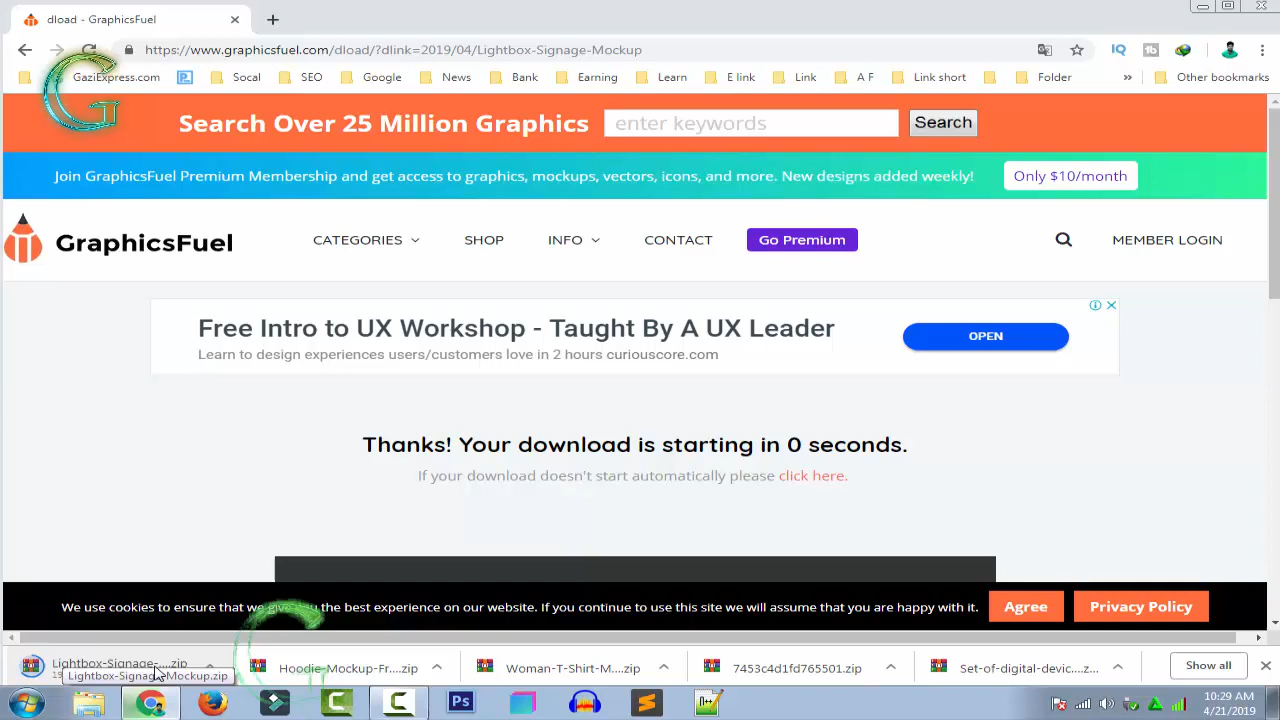 dload - GraphicsFuel
https://www.graphicsfuel.com/dload/?dlink=2019/04/Lightbox-Signage-Mockup
GaziExpress.com Socal SEO Google News Bank Earning Learn E link Link A F Link short Folder » Other bookmarks
Search Over 25 Million Graphics enter keywords Search
Join GraphicsFuel Premium Membership and get access to graphics, mockups, vectors, icons, and more. New designs added weekly! Only $10/month
GraphicsFuel CATEGORIES SHOP INFO CONTACT Go Premium MEMBER LOGIN
Free Intro to UX Workshop - Taught By A UX Leader
Learn to design experiences users/customers love in 2 hours curiouscore.com
OPEN
Thanks! Your download is starting in 0 seconds.
If your download doesn't start automatically please click here.
We use cookies to ensure that we give you the best experience on our website. If you continue to use this site we will assume that you are happy with it. Agree Privacy Policy
Lightbox-Signage-....zip Hoodie-Mockup-Fr....zip Woman-T-Shirt-M....zip 7453c4d1fd765501.zip Set-of-digital-devic....z... Show all
Lightbox-Signage-Mockup.zip
Ps
10:29 AM
4/21/2019